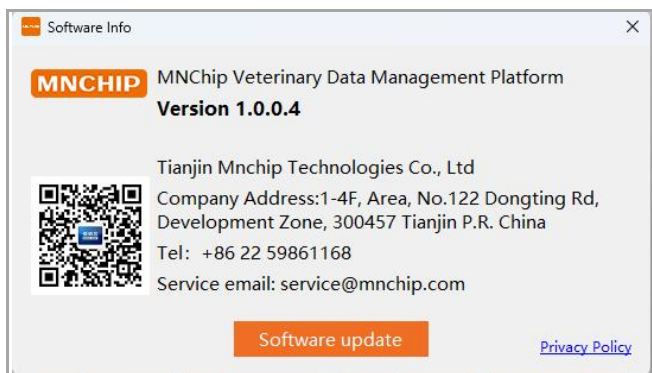 Software Info
MNCHIP
MNChip Veterinary Data Management Platform
Version 1.0.0.4
Tianjin Mnchip Technologies Co., Ltd
Company Address:1-4F, Area, No.122 Dongting Rd,
Development Zone, 300457 Tianjin P.R. China
Tel: +86 22 59861168
Service email: service@mnchip.com
Software update
Privacy Policy